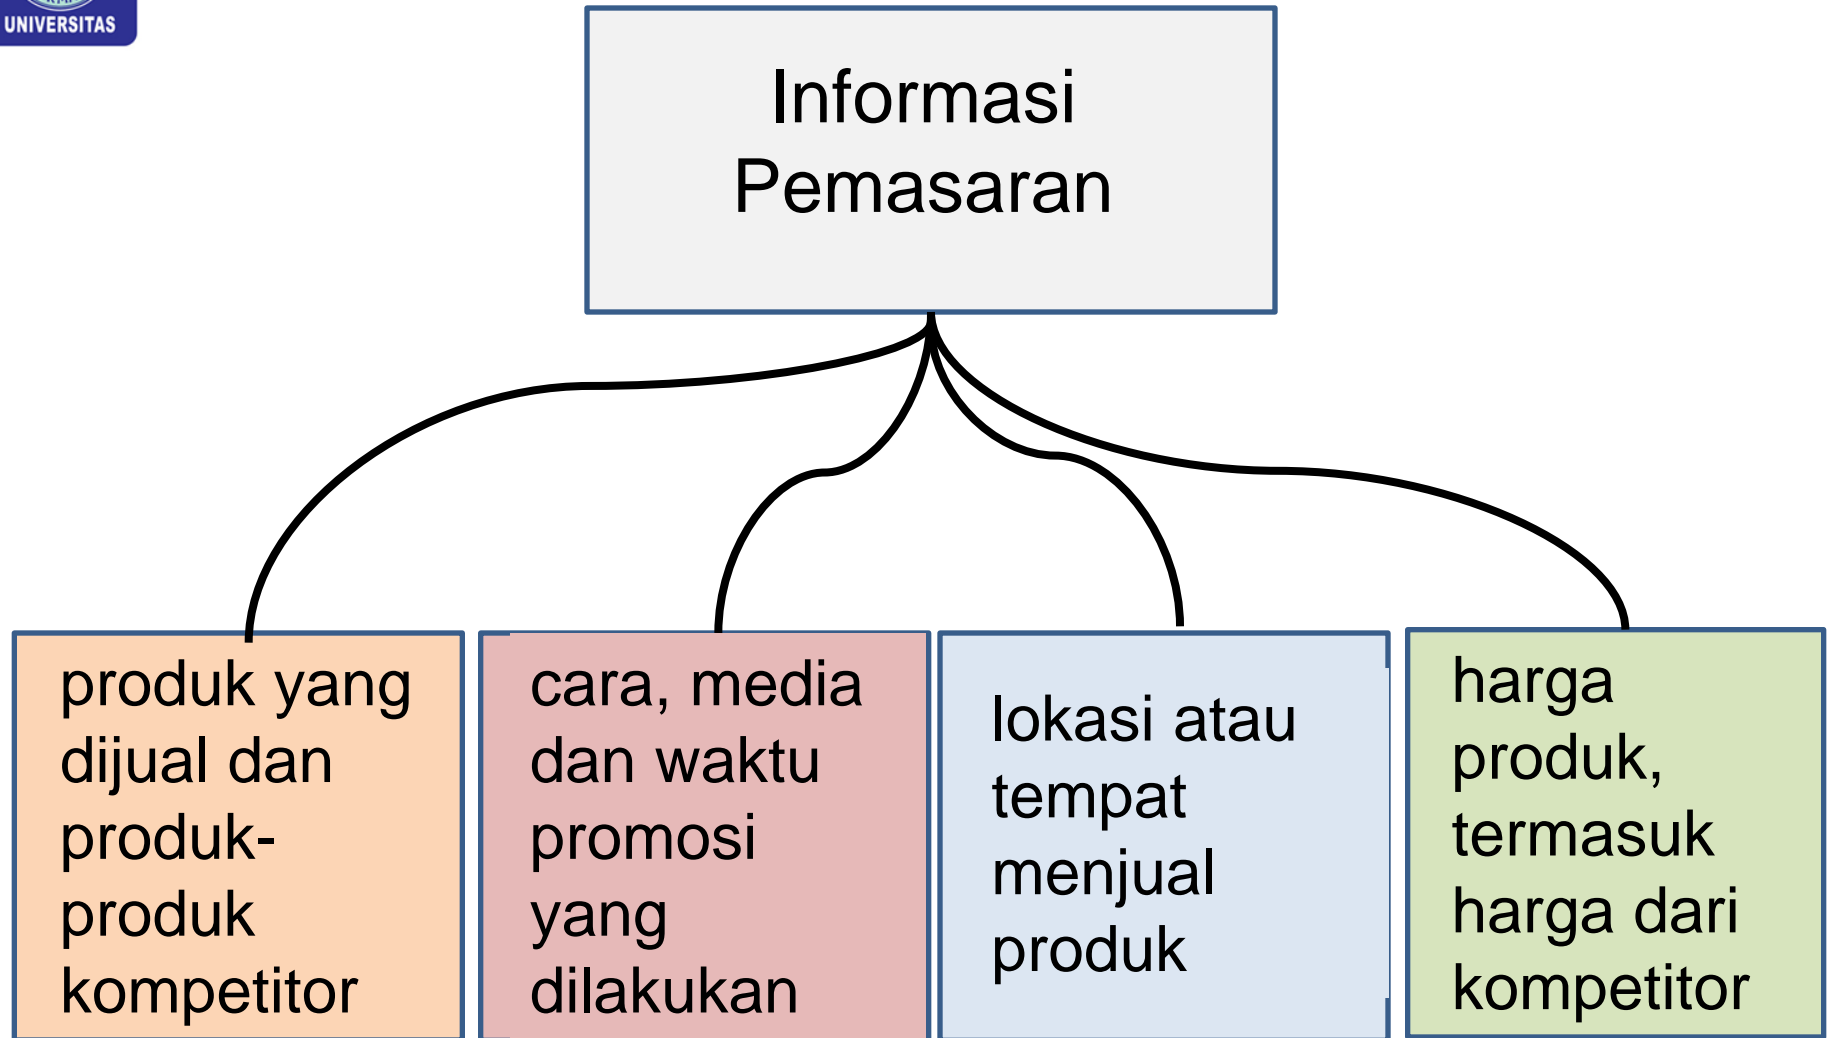 UNIVERSITAS
Informasi
Pemasaran
produk yang
dijual dan
produk-
produk
kompetitor
cara, media
dan waktu
promosi
yang
dilakukan
lokasi atau
tempat
menjual
produk
harga
produk,
termasuk
harga dari
kompetitor